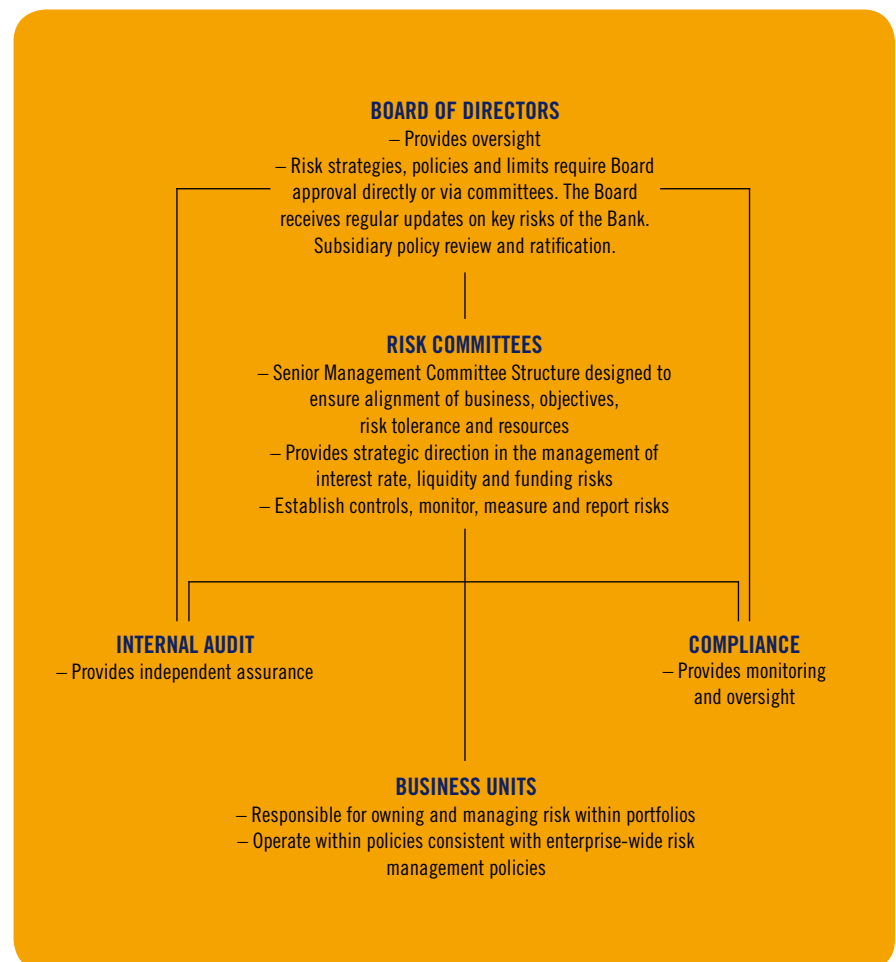 BOARD OF DIRECTORS
– Provides oversight
– Risk strategies, policies and limits require Board
approval directly or via committees. The Board
receives regular updates on key risks of the Bank.
Subsidiary policy review and ratification.
RISK COMMITTEES
– Senior Management Committee Structure designed to
ensure alignment of business, objectives,
risk tolerance and resources
– Provides strategic direction in the management of
interest rate, liquidity and funding risks
– Establish controls, monitor, measure and report risks
INTERNAL AUDIT
– Provides independent assurance
COMPLIANCE
– Provides monitoring
and oversight
BUSINESS UNITS
– Responsible for owning and managing risk within portfolios
– Operate within policies consistent with enterprise-wide risk
management policies